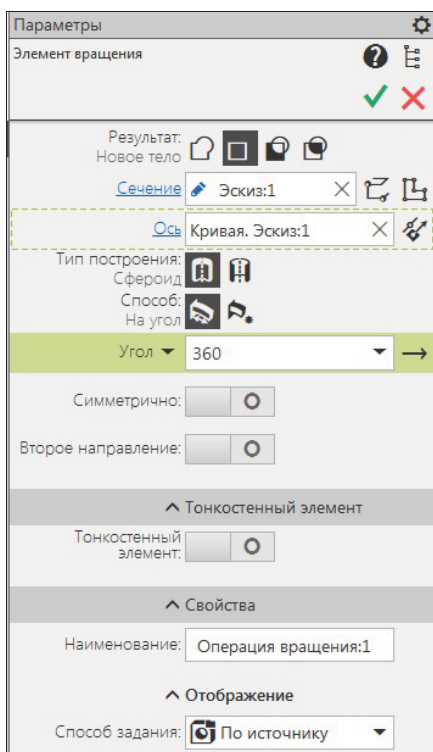 Параметры
Элемент вращения
Результат:
Новое тело
Сечение Эскиз:1
Ось Кривая. Эскиз:1
Тип построения:
Сфероид
Способ:
На угол
Угол 360
Симметрично:
Второе направление:
Тонкостенный элемент
Тонкостенный
элемент:
Свойства
Наименование: Операция вращения:1
Отображение
Способ задания: По источнику